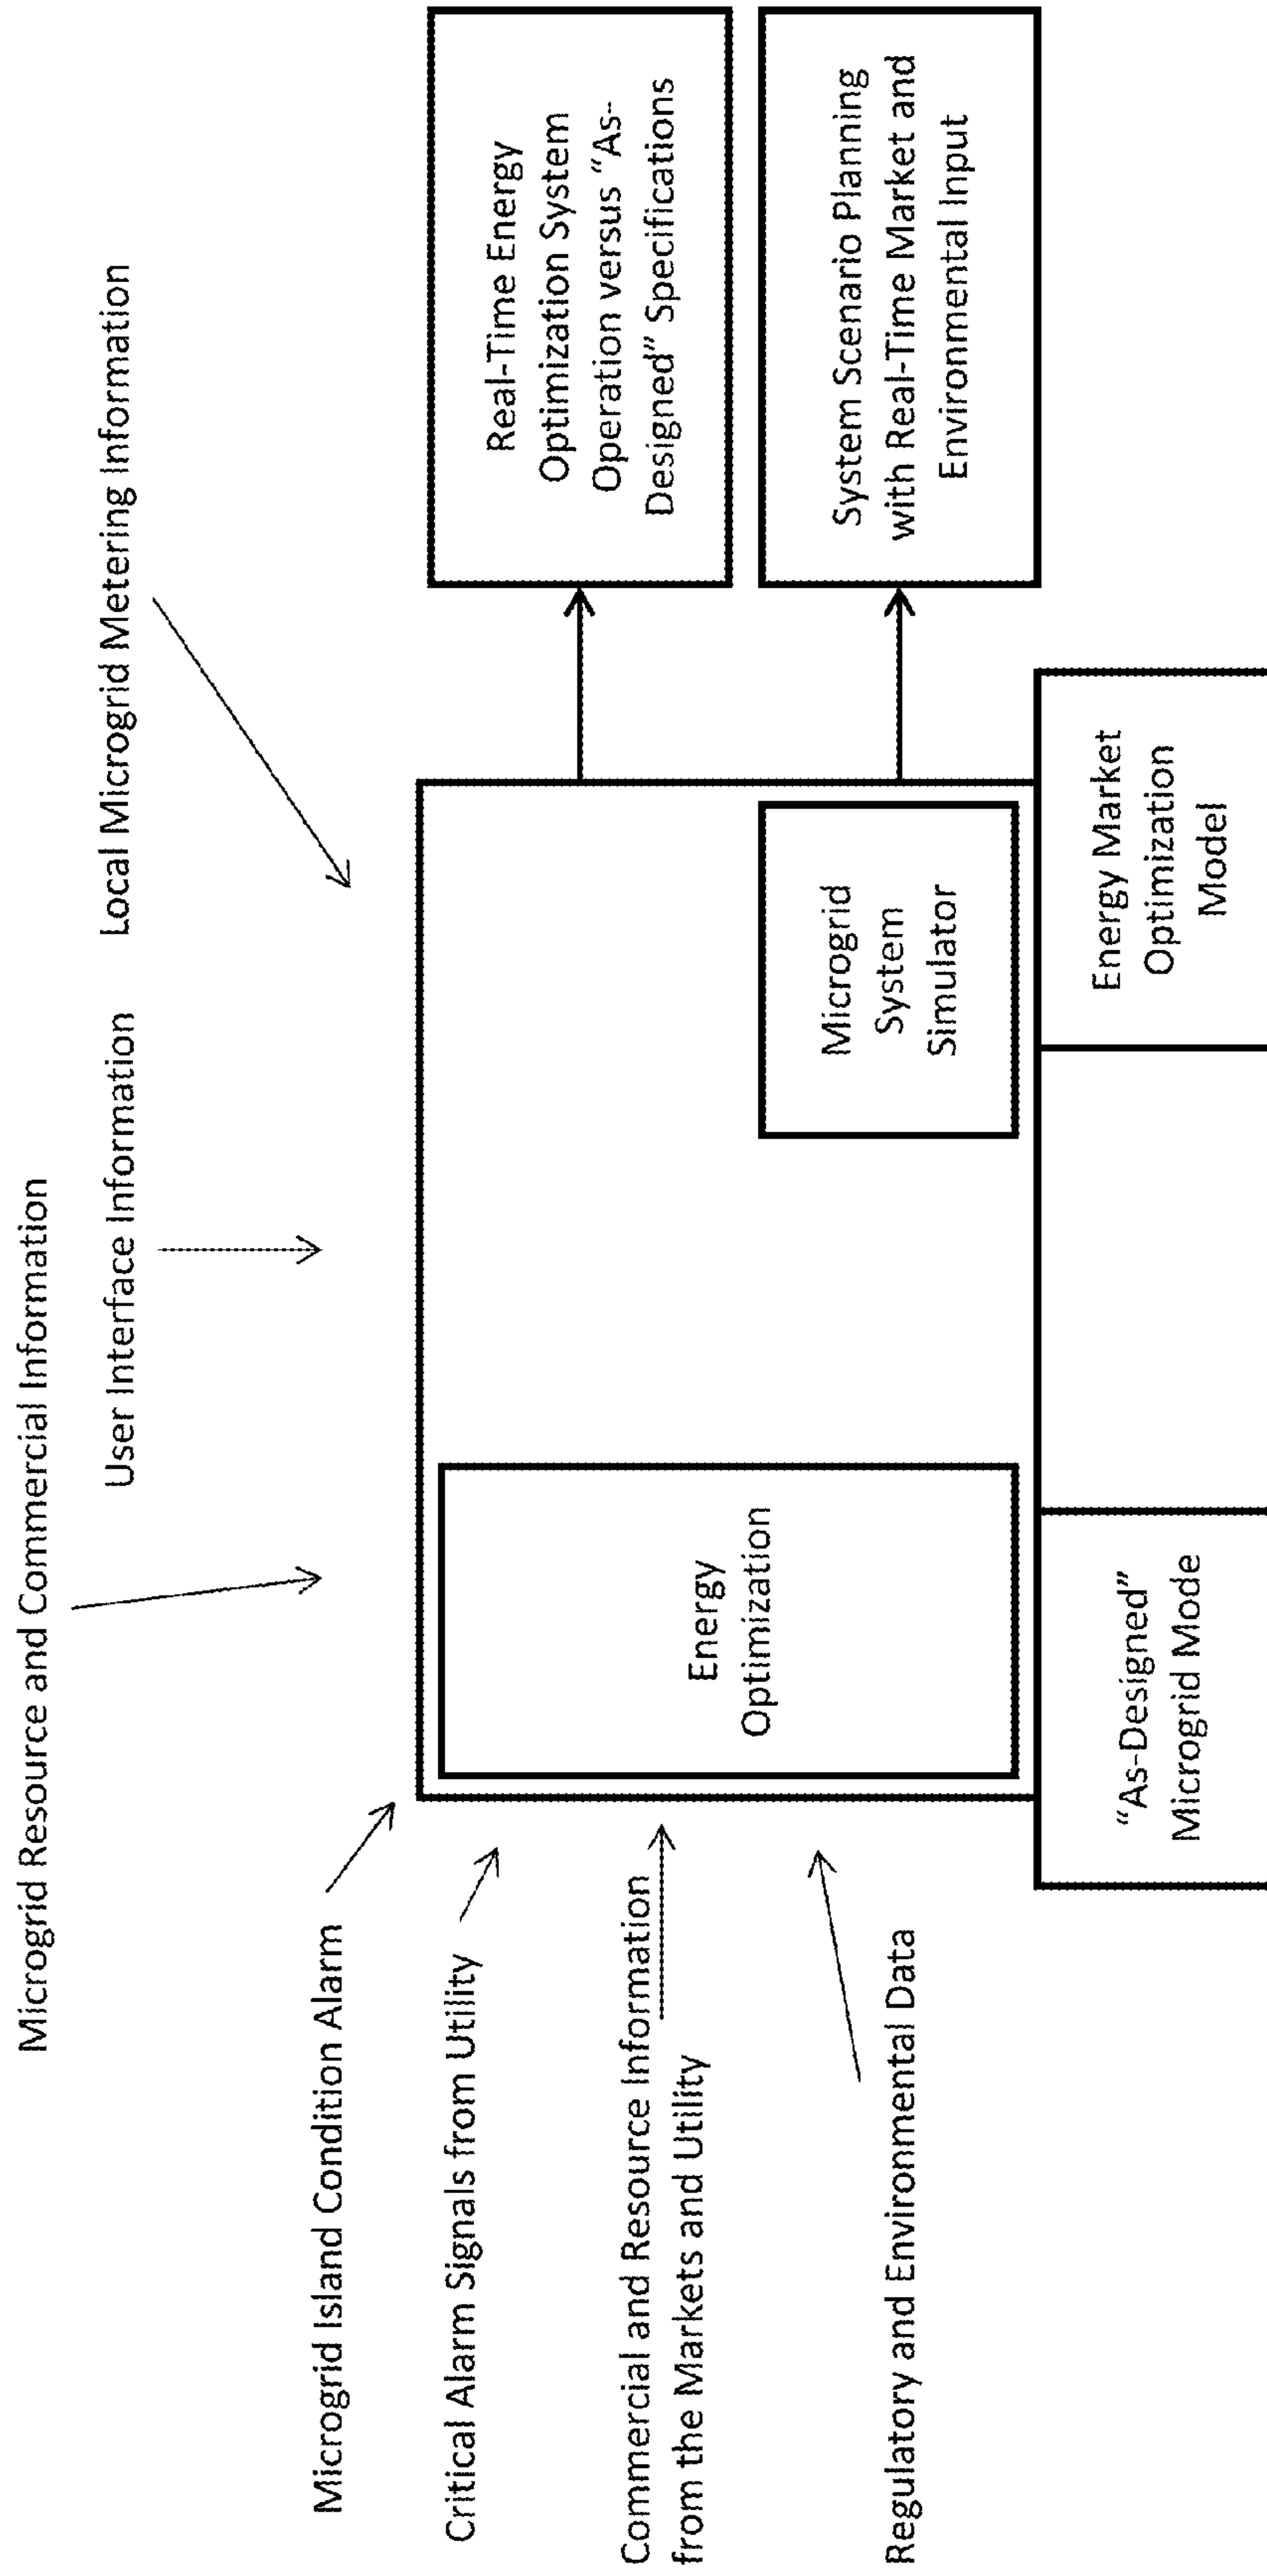 Microgrid Resource and Commercial Information
User Interface Information
Local Microgrid Metering Information
Microgrid Island Condition Alarm
Critical Alarm Signals from Utility
Commercial and Resource Information
from the Markets and Utility
Regulatory and Environmental Data
Energy
Optimization
Microgrid
System
Simulator
Real-Time Energy
Optimization System
Operation versus “As-
Designed” Specifications
System Scenario Planning
with Real-Time Market and
Environmental Input
“As-Designed”
Microgrid Mode
Energy Market
Optimization
Model